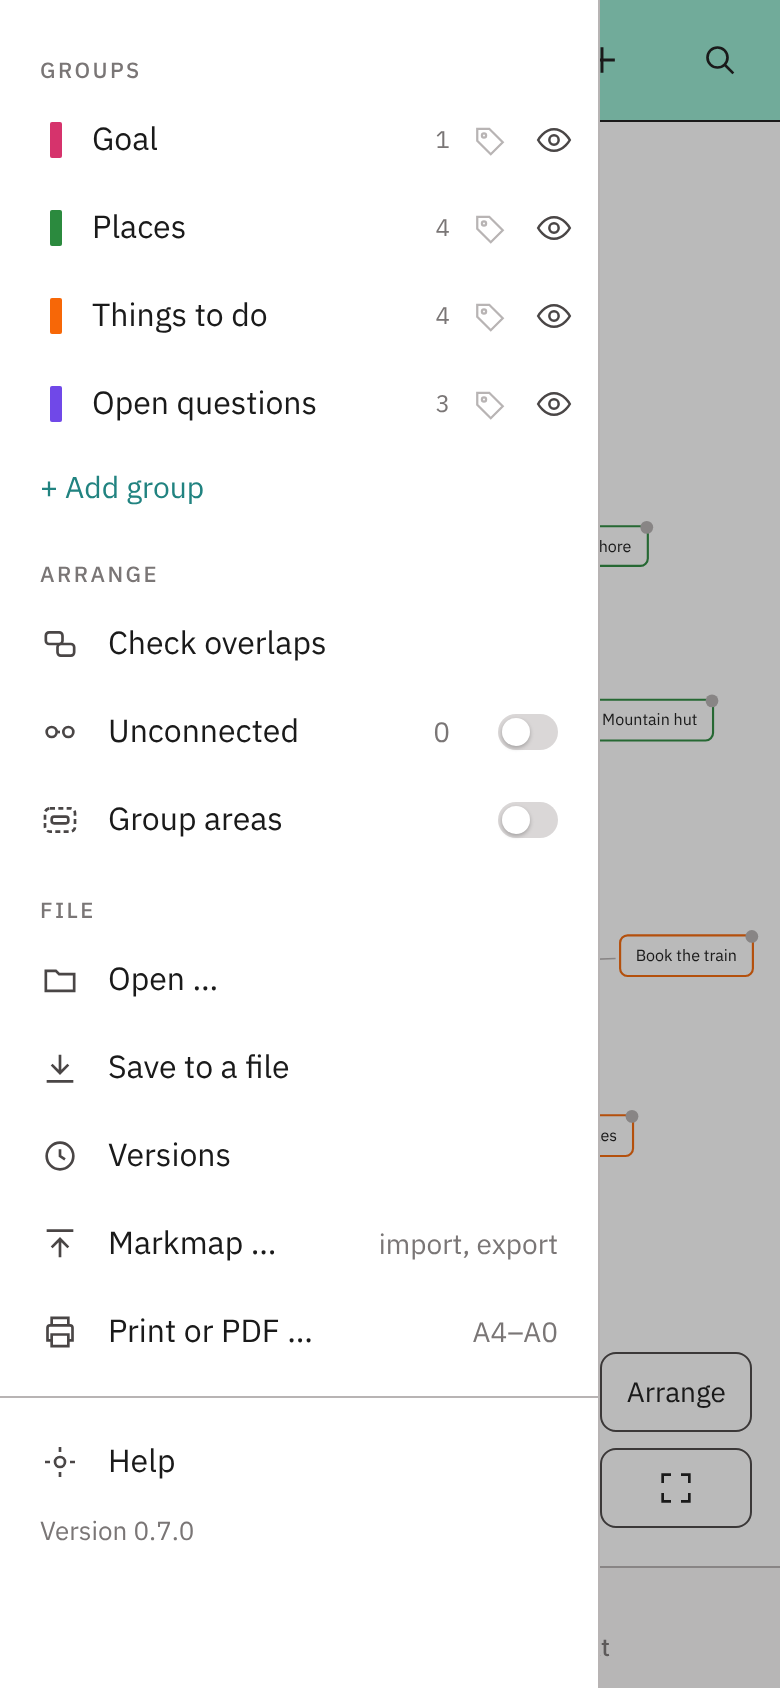 GROUPS
Goal 1
Places 4
Things to do 4
Open questions 3
+ Add group
ARRANGE
Check overlaps
Unconnected 0
Group areas
FILE
Open ...
Save to a file
Versions
Markmap ... import, export
Print or PDF ... A4–A0
Help
Version 0.7.0
hore
Mountain hut
Book the train
es
Arrange
t